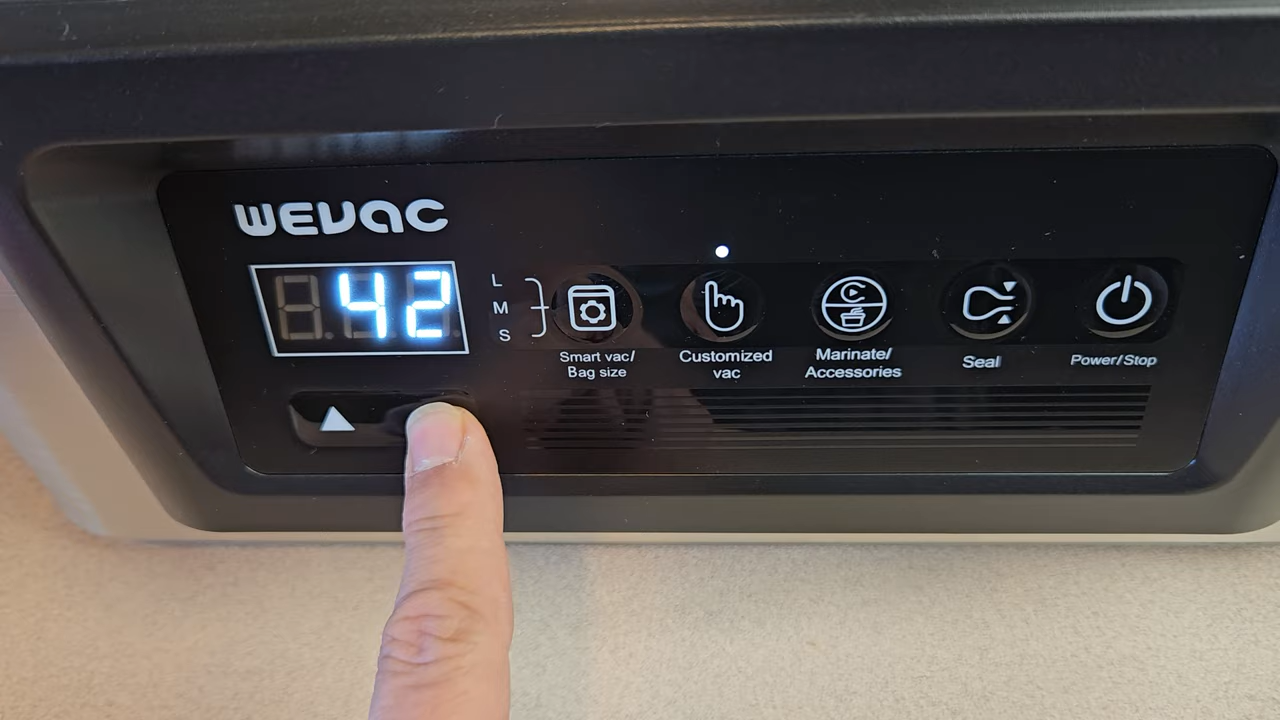 WEVAC
42
L
M
S
Smart vac/
Bag size
Customized
vac
Marinate/
Accessories
Seal
Power/Stop